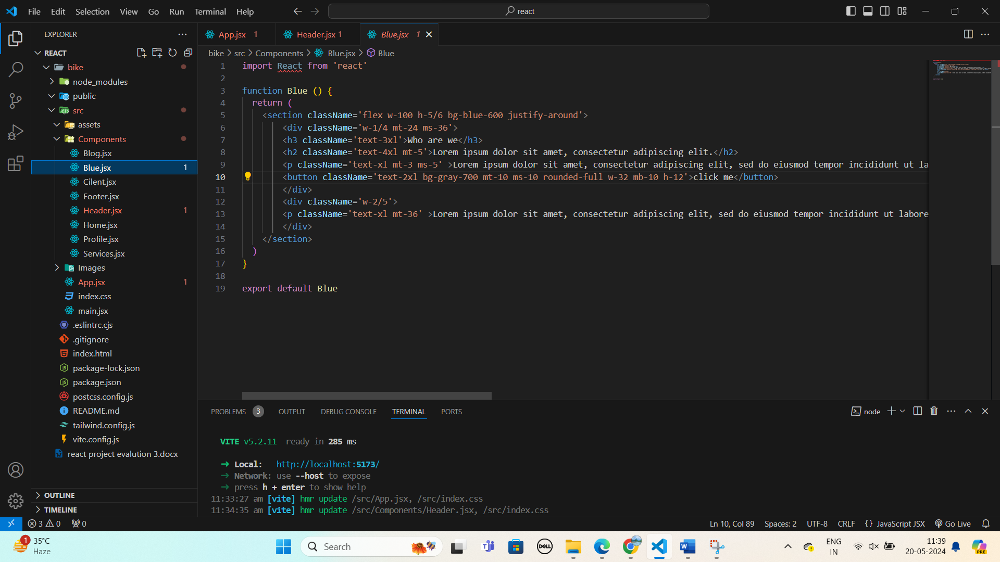 File Edit Selection View Go Run Terminal Help
react
EXPLORER
App.jsx 1
Header.jsx 1
Blue.jsx 1
REACT
bike > src > Components > Blue.jsx > Blue
bike
node_modules
public
src
assets
Components
Blog.jsx
Blue.jsx 1
Cilent.jsx
Footer.jsx
Header.jsx 1
Home.jsx
Profile.jsx
Services.jsx
Images
App.jsx 1
index.css
main.jsx
.eslintrc.cjs
.gitignore
index.html
package-lock.json
package.json
postcss.config.js
README.md
tailwind.config.js
vite.config.js
react project evalution 3.docx
OUTLINE
TIMELINE
1 import React from 'react'
2
3 function Blue () {
4 return (
5 <section className='flex w-100 h-5/6 bg-blue-600 justify-around'>
6 <div className='w-1/4 mt-24 ms-36'>
7 <h3 className='text-3xl'>Who are we</h3>
8 <h2 className='text-4xl mt-5'>Lorem ipsum dolor sit amet, consectetur adipiscing elit.</h2>
9 <p className='text-xl mt-3 ms-5' >Lorem ipsum dolor sit amet, consectetur adipiscing elit, sed do eiusmod tempor incididunt ut la
10 <button className='text-2xl bg-gray-700 mt-10 ms-10 rounded-full w-32 mb-10 h-12'>click me</button>
11 </div>
12 <div className='w-2/5'>
13 <p className='text-xl mt-36' >Lorem ipsum dolor sit amet, consectetur adipiscing elit, sed do eiusmod tempor incididunt ut labore
14 </div>
15 </section>
16 )
17 }
18
19 export default Blue
PROBLEMS 3 OUTPUT DEBUG CONSOLE TERMINAL PORTS
node
VITE v5.2.11 ready in 285 ms
➜ Local: http://localhost:5173/
➜ Network: use --host to expose
➜ press h + enter to show help
11:33:27 am [vite] hmr update /src/App.jsx, /src/index.css
11:34:35 am [vite] hmr update /src/Components/Header.jsx, /src/index.css
3 0 0
Ln 10, Col 89 Spaces: 2 UTF-8 CRLF {} JavaScript JSX Go Live
1
35°C
Haze
Search
DELL
PRE
ENG
IN
11:39
20-05-2024